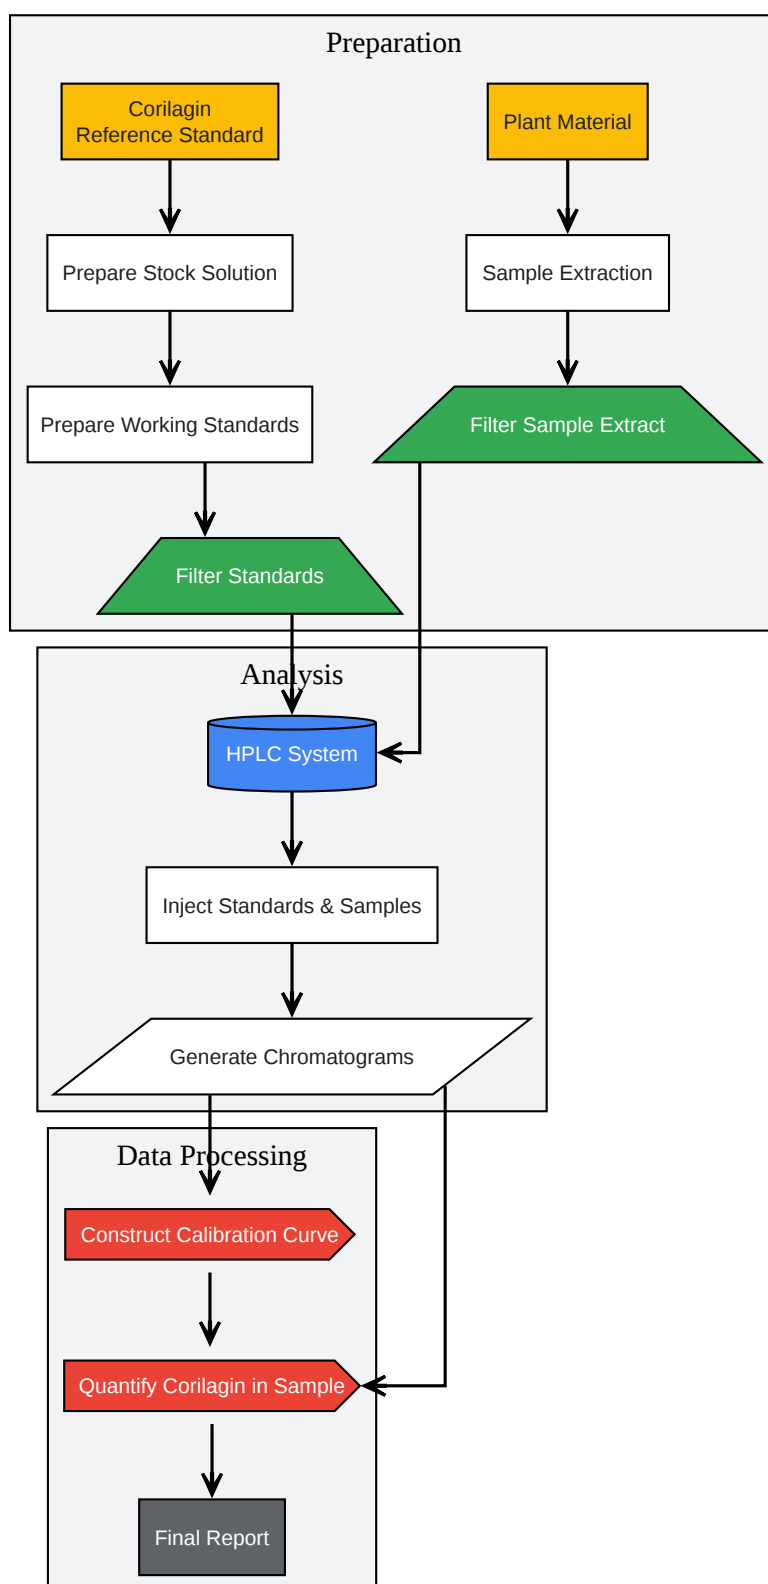 Preparation
Corilagin
Reference Standard
Plant Material
Prepare Stock Solution
Sample Extraction
Prepare Working Standards
Filter Sample Extract
Filter Standards
Analysis
HPLC System
Inject Standards & Samples
Generate Chromatograms
Data Processing
Construct Calibration Curve
Quantify Corilagin in Sample
Final Report